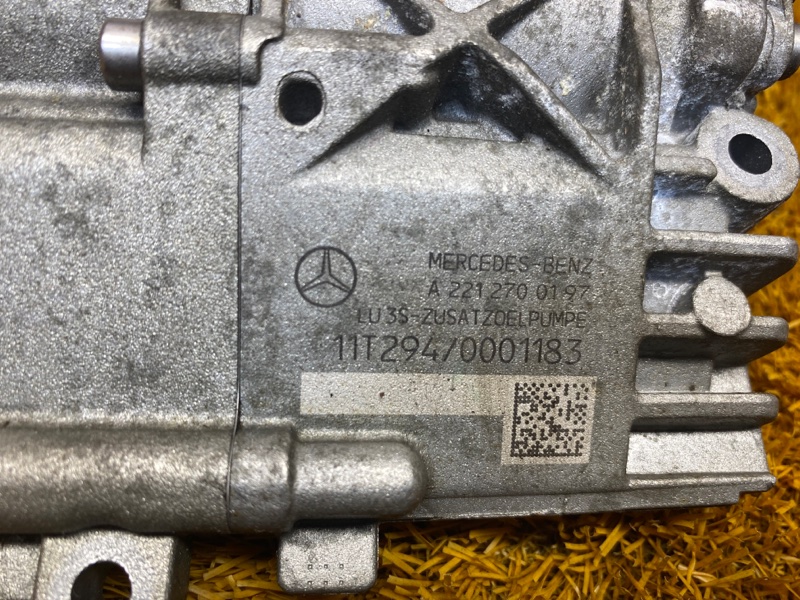 MERCEDES-BENZ
A 221 270 01 97
LU 3S-ZUSATZOELPUMPE
11T294/0001183